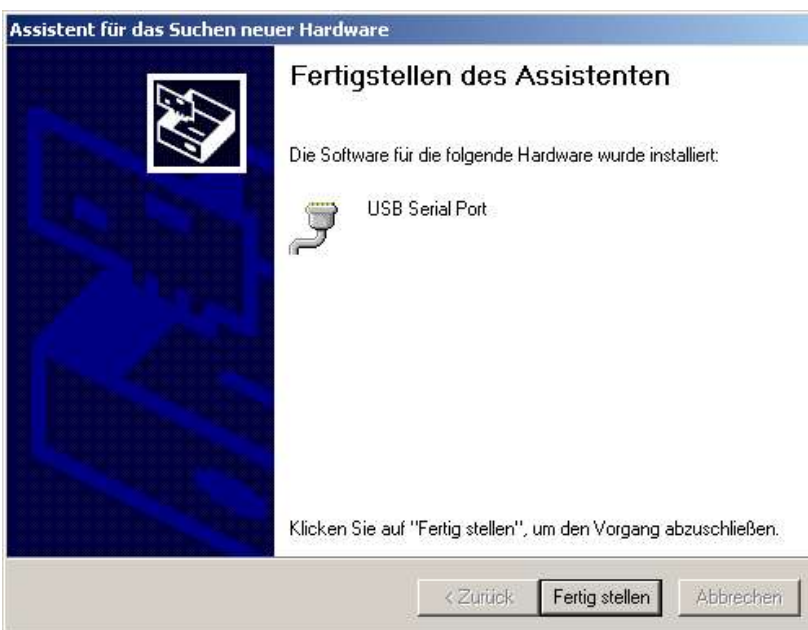 Assistent für das Suchen neuer Hardware
Fertigstellen des Assistenten
Die Software für die folgende Hardware wurde installiert:
USB Serial Port
Klicken Sie auf "Fertig stellen", um den Vorgang abzuschließen.
< Zurück
Fertig stellen
Abbrechen